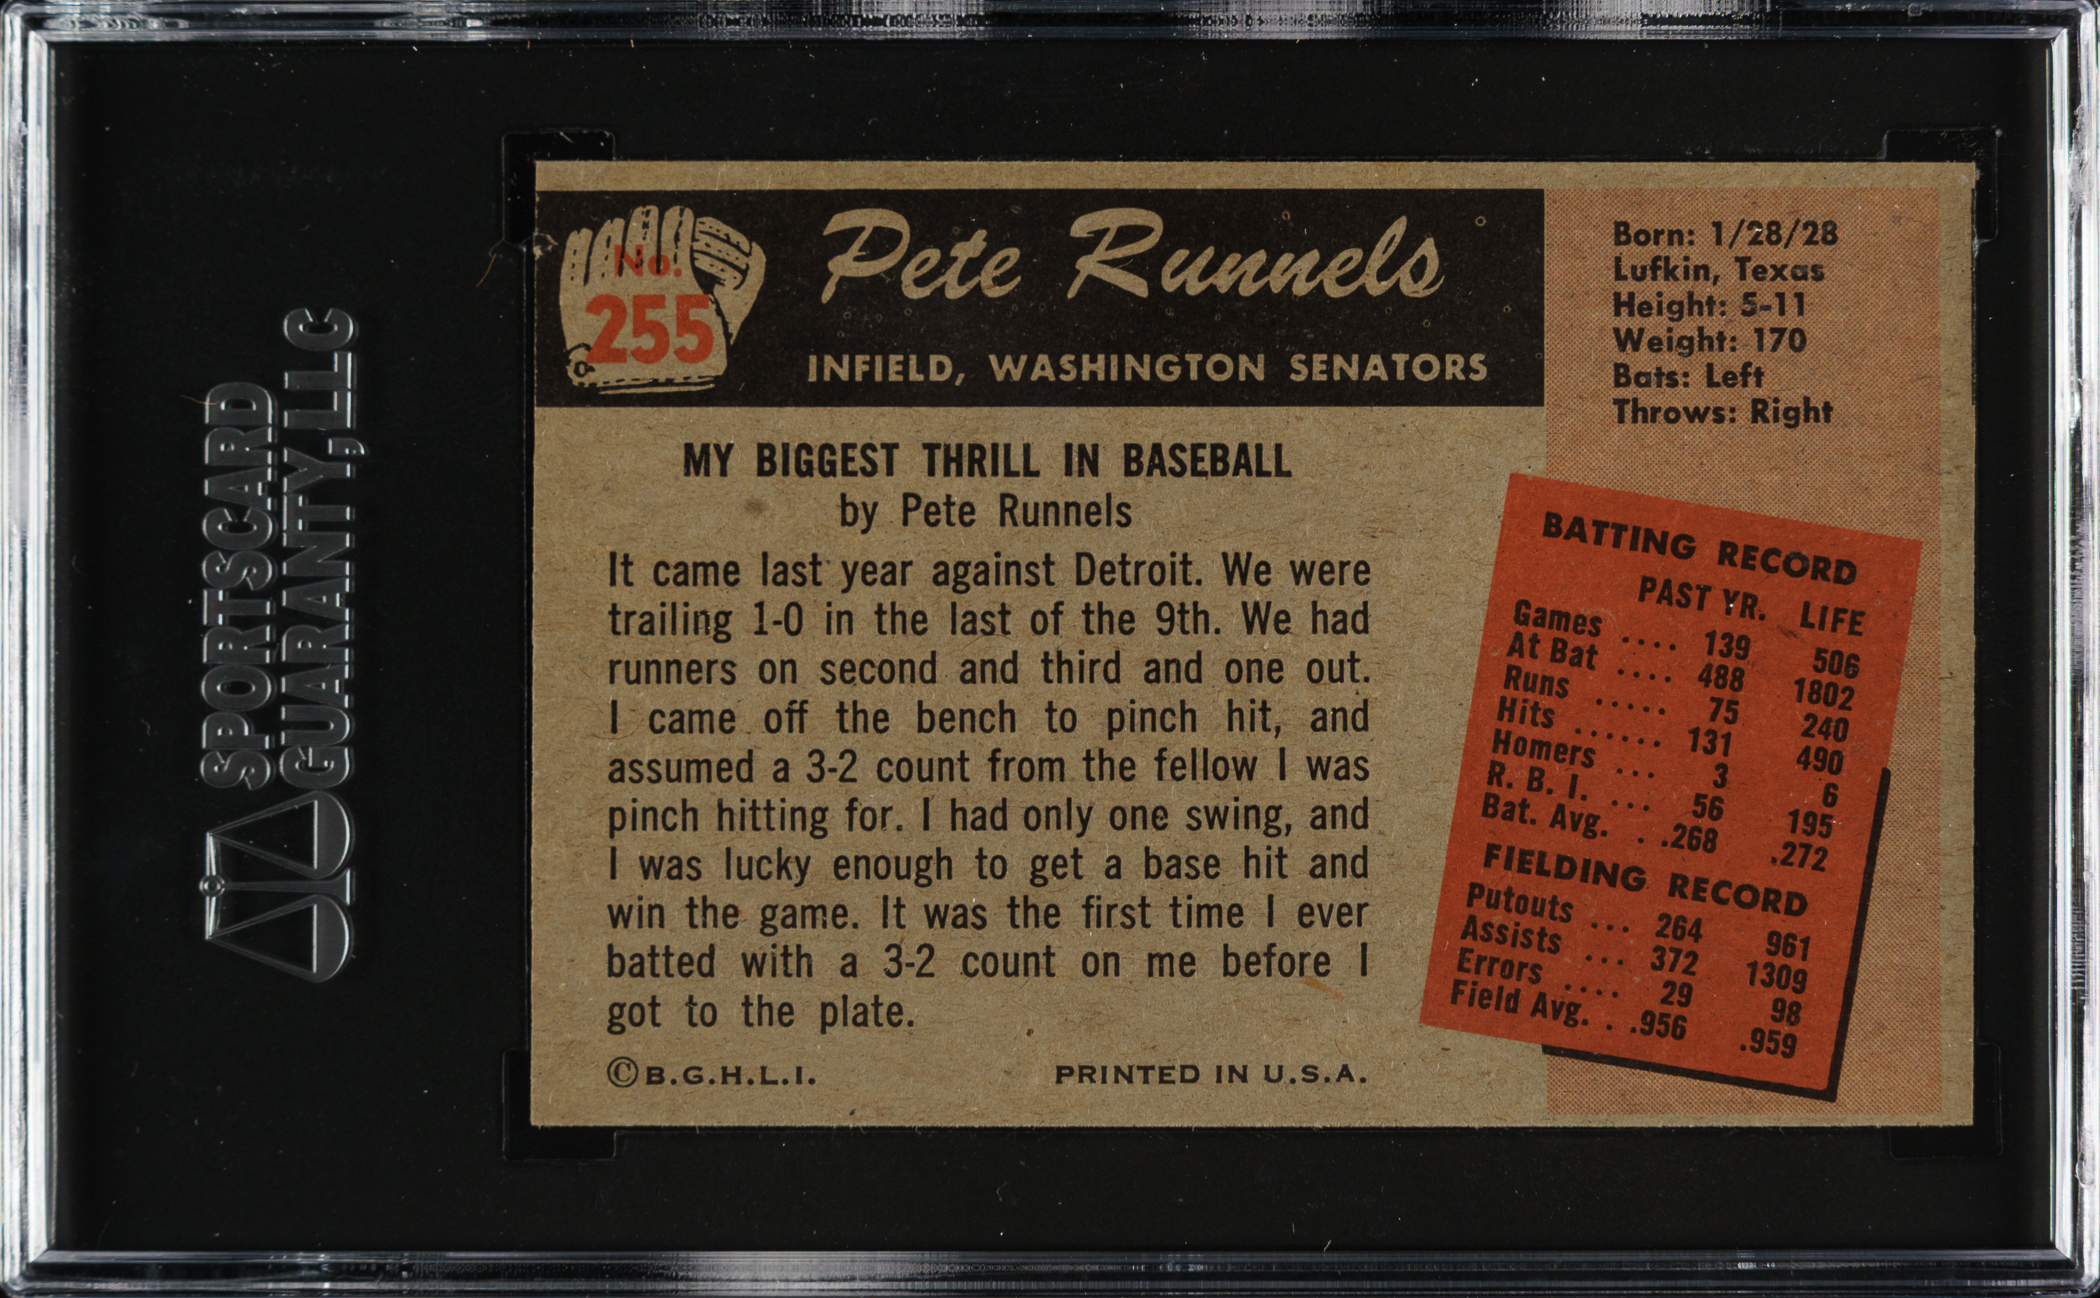 SPORTSCARD
GUARANTY, LLC
No.
255
Pete Runnels
INFIELD, WASHINGTON SENATORS
Born: 1/28/28
Lufkin, Texas
Height: 5-11
Weight: 170
Bats: Left
Throws: Right
MY BIGGEST THRILL IN BASEBALL
by Pete Runnels
It came last year against Detroit. We were
trailing 1-0 in the last of the 9th. We had
runners on second and third and one out.
I came off the bench to pinch hit, and
assumed a 3-2 count from the fellow I was
pinch hitting for. I had only one swing, and
I was lucky enough to get a base hit and
win the game. It was the first time I ever
batted with a 3-2 count on me before I
got to the plate.
©B.G.H.L.I. PRINTED IN U.S.A.
BATTING RECORD
PAST YR. LIFE
Games .... 139 506
At Bat .... 488 1802
Runs ..... 75 240
Hits ...... 131 490
Homers ... 3 6
R. B. I. ... 56 195
Bat. Avg. . .268 .272
FIELDING RECORD
Putouts ... 264 961
Assists ... 372 1309
Errors .... 29 98
Field Avg. . .956 .959